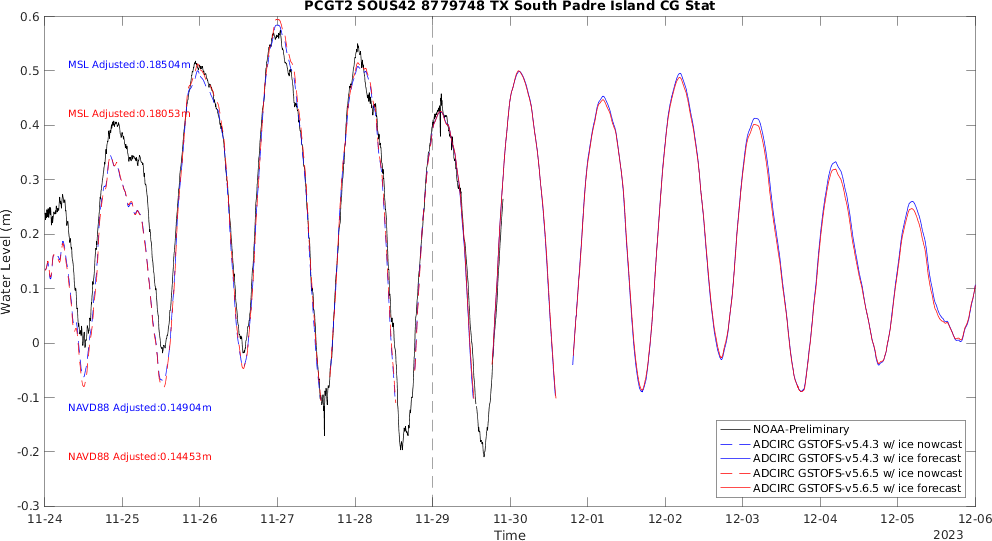 PCGT2 SOUS42 8779748 TX South Padre Island CG Stat
0.6
0.5
0.4
0.3
0.2
0.1
0
-0.1
-0.2
-0.3
Water Level (m)
MSL Adjusted:0.18504m
MSL Adjusted:0.18053m
NAVD88 Adjusted:0.14904m
NAVD88 Adjusted:0.14453m
NOAA-Preliminary
ADCIRC GSTOFS-v5.4.3 w/ ice nowcast
ADCIRC GSTOFS-v5.4.3 w/ ice forecast
ADCIRC GSTOFS-v5.6.5 w/ ice nowcast
ADCIRC GSTOFS-v5.6.5 w/ ice forecast
11-24 11-25 11-26 11-27 11-28 11-29 11-30 12-01 12-02 12-03 12-04 12-05 12-06
Time
2023